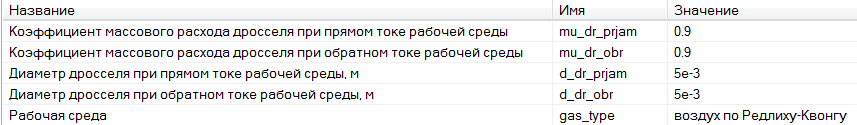 Название Имя Значение
Коэффициент массового расхода дросселя при прямом токе рабочей среды mu_dr_prjam 0.9
Коэффициент массового расхода дросселя при обратном токе рабочей среды mu_dr_obr 0.9
Диаметр дросселя при прямом токе рабочей среды, м d_dr_prjam 5e-3
Диаметр дросселя при обратном токе рабочей среды, м d_dr_obr 5e-3
Рабочая среда gas_type воздух по Редлиху-Квонгу